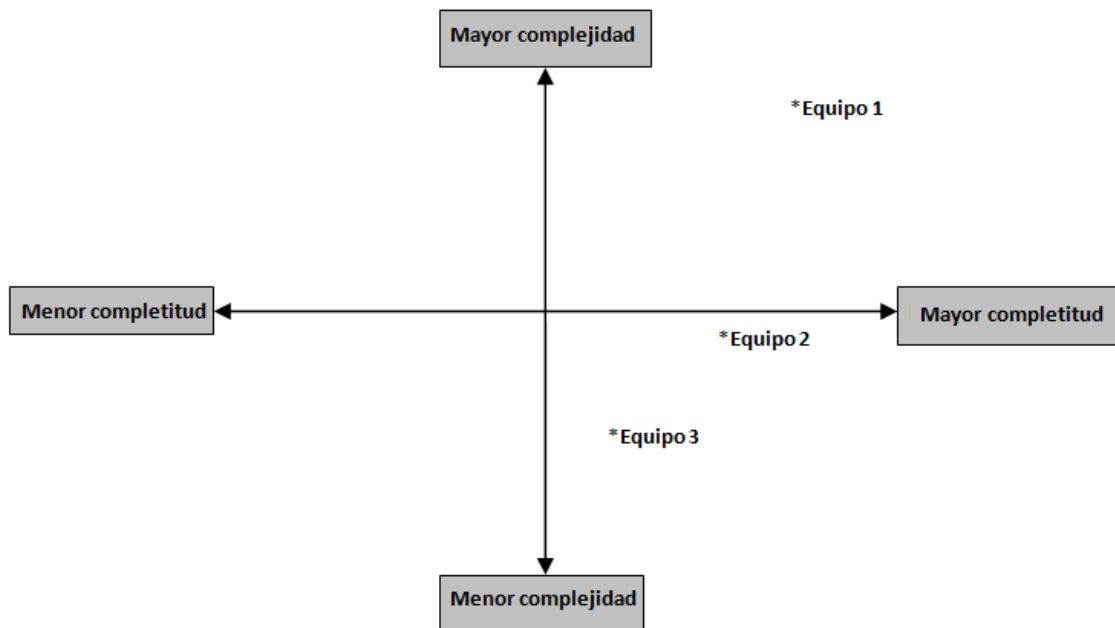 Mayor complejidad
*Equipo 1
Menor completitud
Mayor completitud
*Equipo 2
*Equipo 3
Menor complejidad